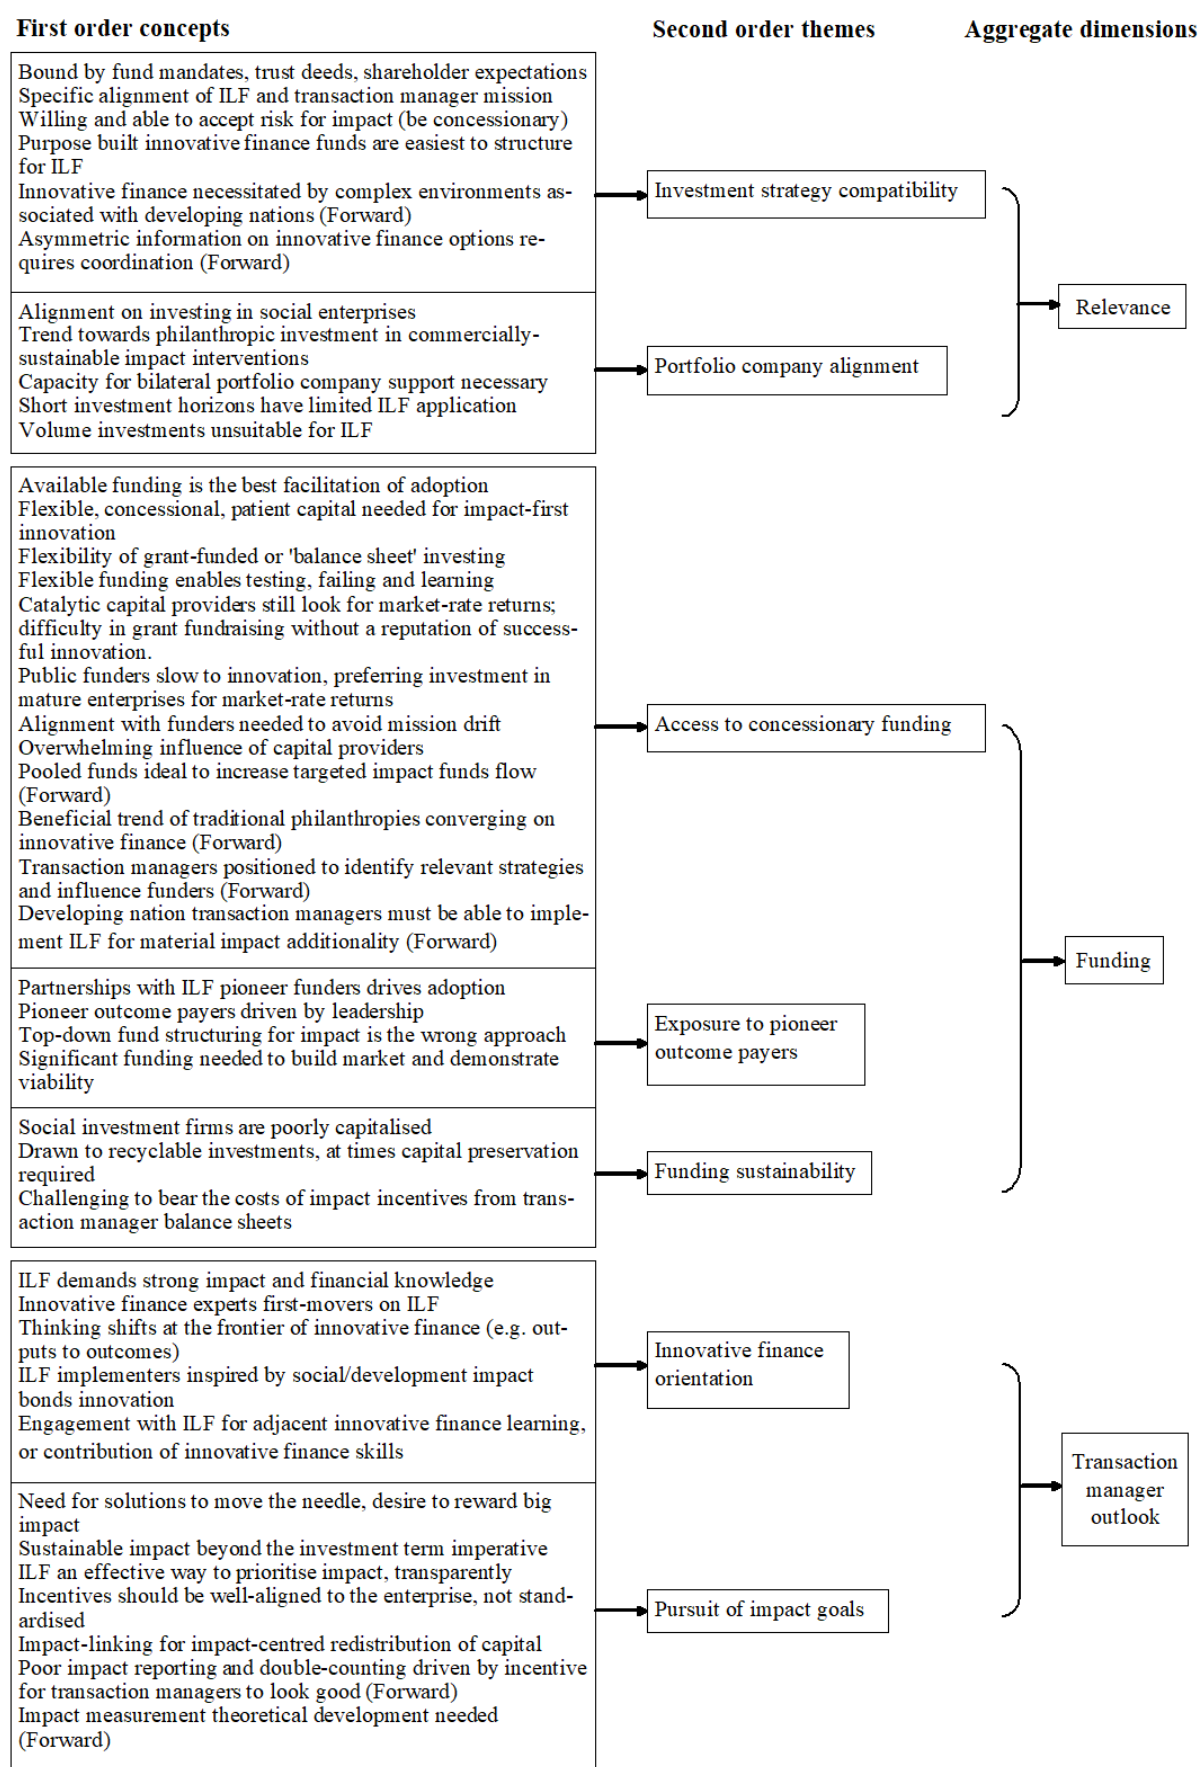 First order concepts
Second order themes
Aggregate dimensions
Bound by fund mandates, trust deeds, shareholder expectations
Specific alignment of ILF and transaction manager mission
Willing and able to accept risk for impact (be concessionary)
Purpose built innovative finance funds are easiest to structure
for ILF
Innovative finance necessitated by complex environments as-
sociated with developing nations (Forward)
Asymmetric information on innovative finance options re-
quires coordination (Forward)
Investment strategy compatibility
Alignment on investing in social enterprises
Trend towards philanthropic investment in commercially-
sustainable impact interventions
Capacity for bilateral portfolio company support necessary
Short investment horizons have limited ILF application
Volume investments unsuitable for ILF
Portfolio company alignment
Relevance
Available funding is the best facilitation of adoption
Flexible, concessional, patient capital needed for impact-first
innovation
Flexibility of grant-funded or 'balance sheet' investing
Flexible funding enables testing, failing and learning
Catalytic capital providers still look for market-rate returns;
difficulty in grant fundraising without a reputation of success-
ful innovation.
Public funders slow to innovation, preferring investment in
mature enterprises for market-rate returns
Alignment with funders needed to avoid mission drift
Overwhelming influence of capital providers
Pooled funds ideal to increase targeted impact funds flow
(Forward)
Beneficial trend of traditional philanthropies converging on
innovative finance (Forward)
Transaction managers positioned to identify relevant strategies
and influence funders (Forward)
Developing nation transaction managers must be able to imple-
ment ILF for material impact additionality (Forward)
Access to concessionary funding
Partnerships with ILF pioneer funders drives adoption
Pioneer outcome payers driven by leadership
Top-down fund structuring for impact is the wrong approach
Significant funding needed to build market and demonstrate
viability
Exposure to pioneer
outcome payers
Social investment firms are poorly capitalised
Drawn to recyclable investments, at times capital preservation
required
Challenging to bear the costs of impact incentives from trans-
action manager balance sheets
Funding sustainability
Funding
ILF demands strong impact and financial knowledge
Innovative finance experts first-movers on ILF
Thinking shifts at the frontier of innovative finance (e.g. out-
puts to outcomes)
ILF implementers inspired by social/development impact
bonds innovation
Engagement with ILF for adjacent innovative finance learning,
or contribution of innovative finance skills
Innovative finance
orientation
Need for solutions to move the needle, desire to reward big
impact
Sustainable impact beyond the investment term imperative
ILF an effective way to prioritise impact, transparently
Incentives should be well-aligned to the enterprise, not stand-
ardised
Impact-linking for impact-centred redistribution of capital
Poor impact reporting and double-counting driven by incentive
for transaction managers to look good (Forward)
Impact measurement theoretical development needed
(Forward)
Pursuit of impact goals
Transaction
manager
outlook